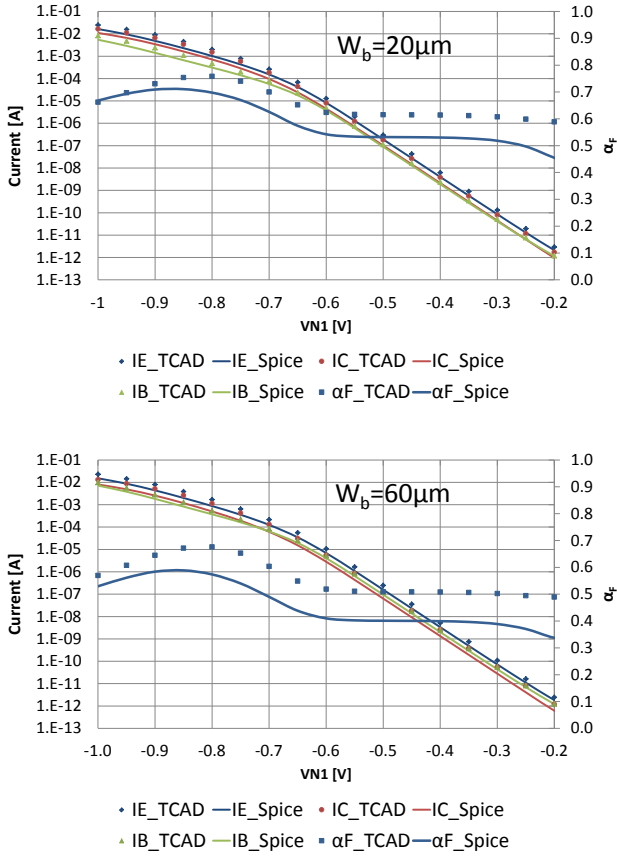 W_b=20μm
Current [A]
1.E-01
1.E-02
1.E-03
1.E-04
1.E-05
1.E-06
1.E-07
1.E-08
1.E-09
1.E-10
1.E-11
1.E-12
1.E-13
1.0
0.9
0.8
0.7
0.6
0.5
0.4
0.3
0.2
0.1
0.0
α_F
-1 -0.9 -0.8 -0.7 -0.6 -0.5 -0.4 -0.3 -0.2
VN1 [V]
IE_TCAD IE_Spice IC_TCAD IC_Spice
IB_TCAD IB_Spice αF_TCAD αF_Spice
W_b=60μm
Current [A]
1.E-01
1.E-02
1.E-03
1.E-04
1.E-05
1.E-06
1.E-07
1.E-08
1.E-09
1.E-10
1.E-11
1.E-12
1.E-13
1.0
0.9
0.8
0.7
0.6
0.5
0.4
0.3
0.2
0.1
0.0
α_F
-1.0 -0.9 -0.8 -0.7 -0.6 -0.5 -0.4 -0.3 -0.2
VN1 [V]
IE_TCAD IE_Spice IC_TCAD IC_Spice
IB_TCAD IB_Spice αF_TCAD αF_Spice